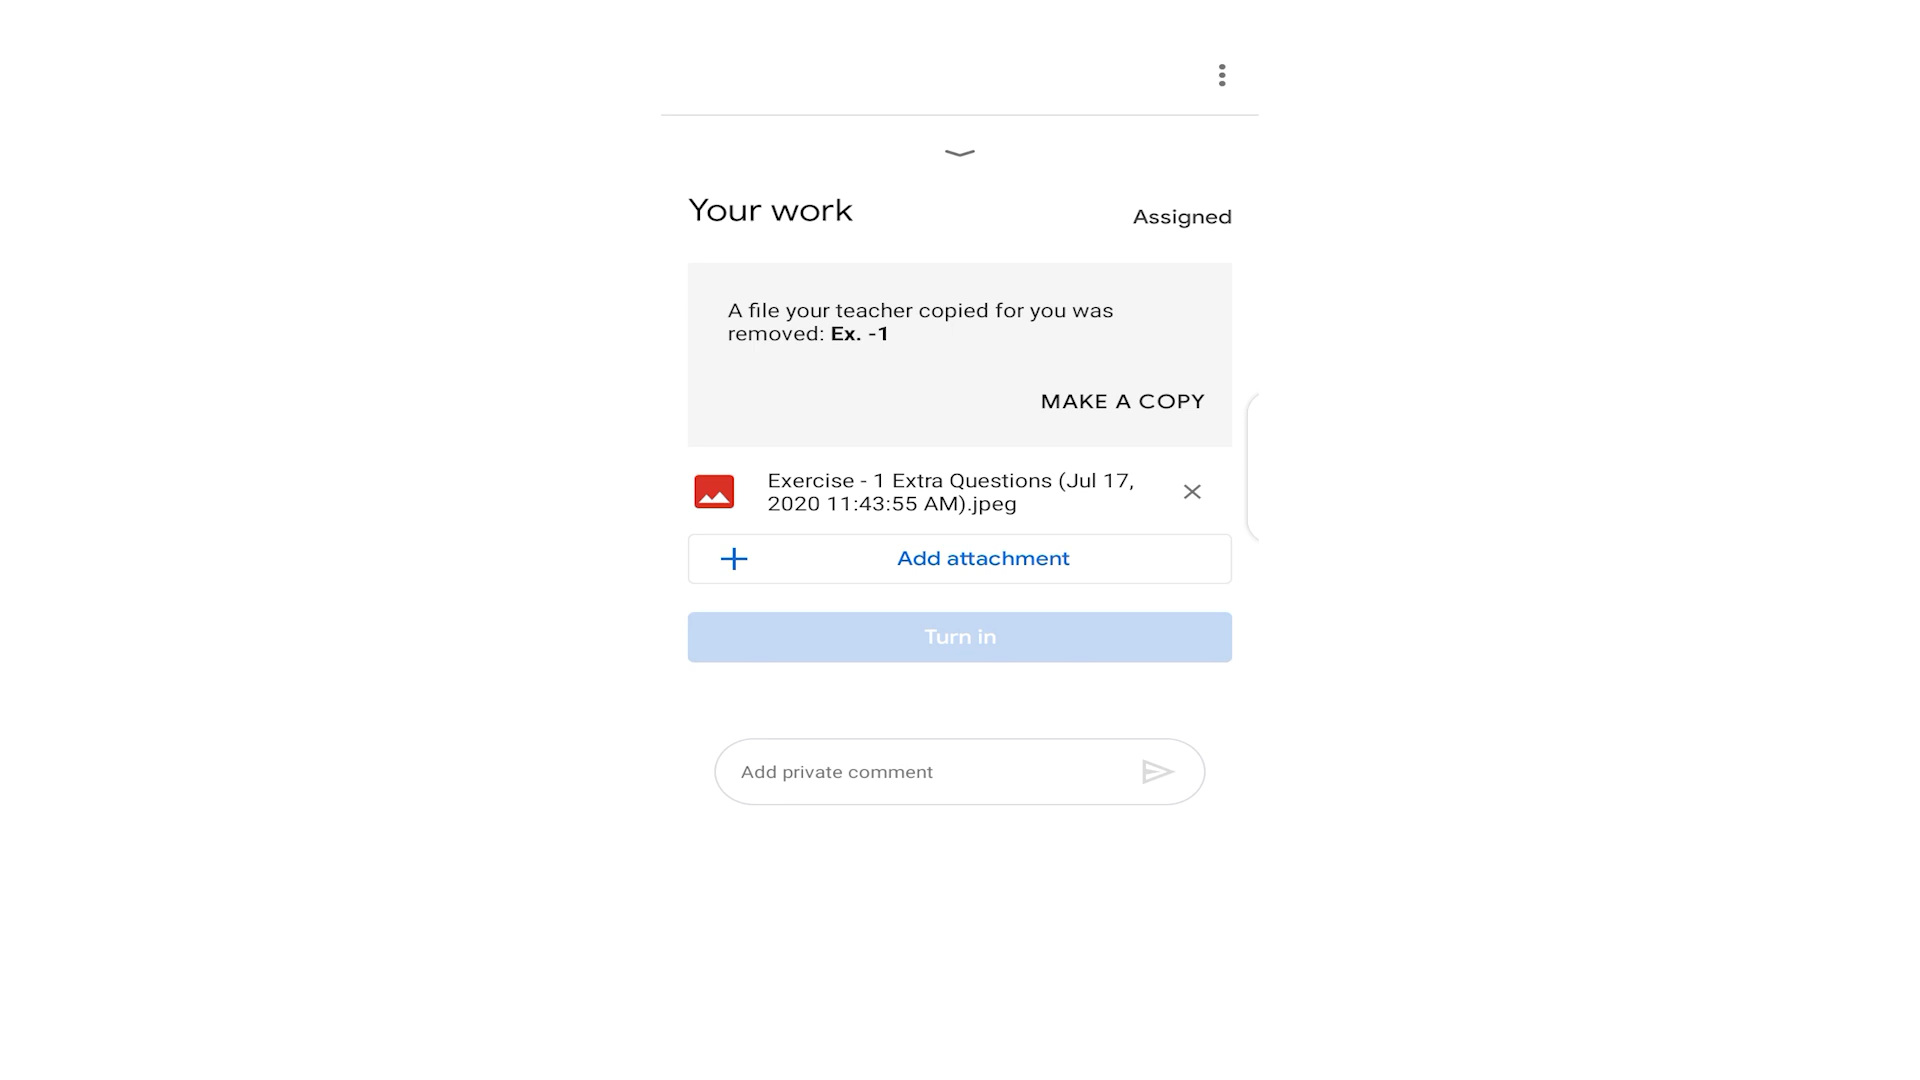 Your work
Assigned
A file your teacher copied for you was
removed: Ex. -1
MAKE A COPY
Exercise - 1 Extra Questions (Jul 17,
2020 11:43:55 AM).jpeg
Add attachment
Turn in
Add private comment